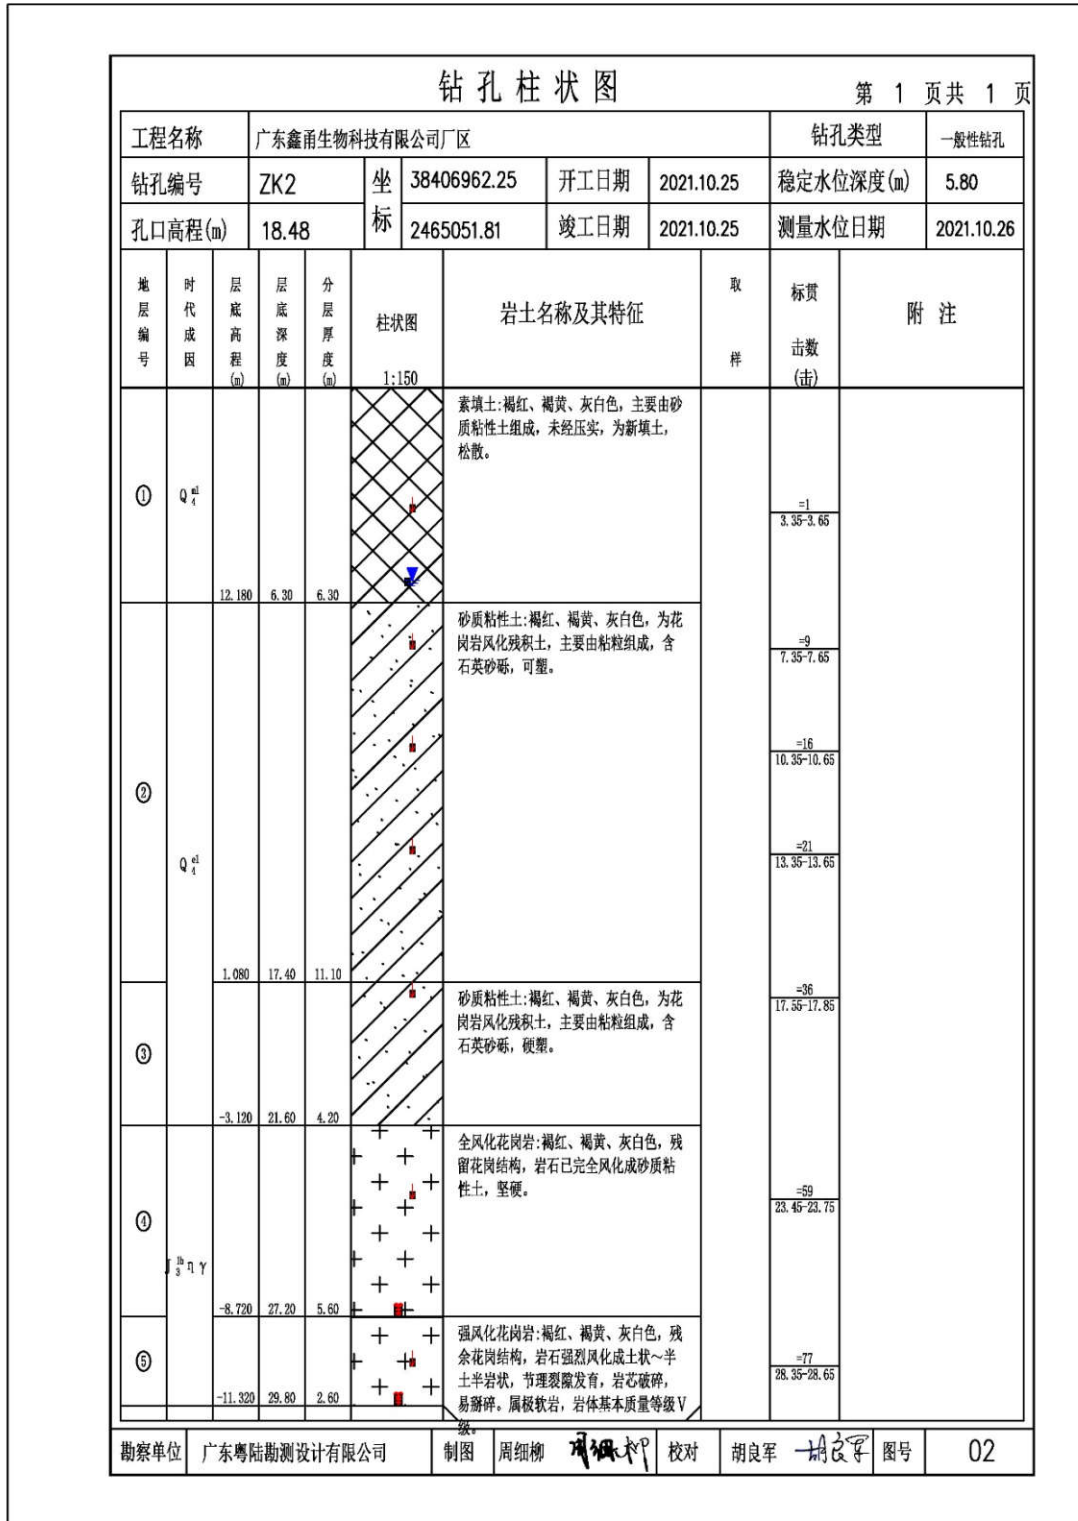 钻孔柱状图
第 1 页共 1 页
工程名称 广东鑫甬生物科技有限公司厂区 钻孔类型 一般性钻孔
钻孔编号 ZK2 坐标 38406962.25 开工日期 2021.10.25 稳定水位深度(m) 5.80
孔口高程(m) 18.48 2465051.81 竣工日期 2021.10.25 测量水位日期 2021.10.26
地层编号 时代成因 层底高程(m) 层底深度(m) 分层厚度(m) 柱状图 1:150 岩土名称及其特征 取样 标贯击数(击) 附 注
素填土:褐红、褐黄、灰白色，主要由砂
质粘性土组成，未经压实，为新填土，
松散。
① Q4ml
=1
3.35-3.65
12.180 6.30 6.30
砂质粘性土:褐红、褐黄、灰白色，为花
岗岩风化残积土，主要由粘粒组成，含
石英砂砾，可塑。
=9
7.35-7.65
=16
10.35-10.65
②
=21
13.35-13.65
Q4el
1.080 17.40 11.10
砂质粘性土:褐红、褐黄、灰白色，为花
岗岩风化残积土，主要由粘粒组成，含
石英砂砾，硬塑。
=36
17.55-17.85
③
-3.120 21.60 4.20
全风化花岗岩:褐红、褐黄、灰白色，残
留花岗结构，岩石已完全风化成砂质粘
性土，坚硬。
=59
23.45-23.75
④
J31bηγ
-8.720 27.20 5.60
强风化花岗岩:褐红、褐黄、灰白色，残
余花岗结构，岩石强烈风化成土状～半
土半岩状，节理裂隙发育，岩芯破碎，
易掰碎。属极软岩，岩体基本质量等级Ⅴ
级。
⑤
=77
28.35-28.65
-11.320 29.80 2.60
勘察单位 广东粤陆勘测设计有限公司 制图 周细柳 周细柳 校对 胡良军 胡良军 图号 02